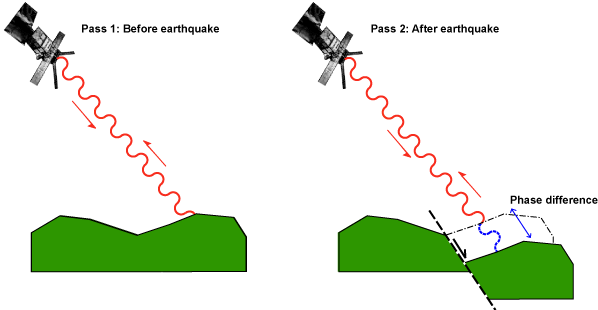 Pass 1: Before earthquake
Pass 2: After earthquake
Phase difference